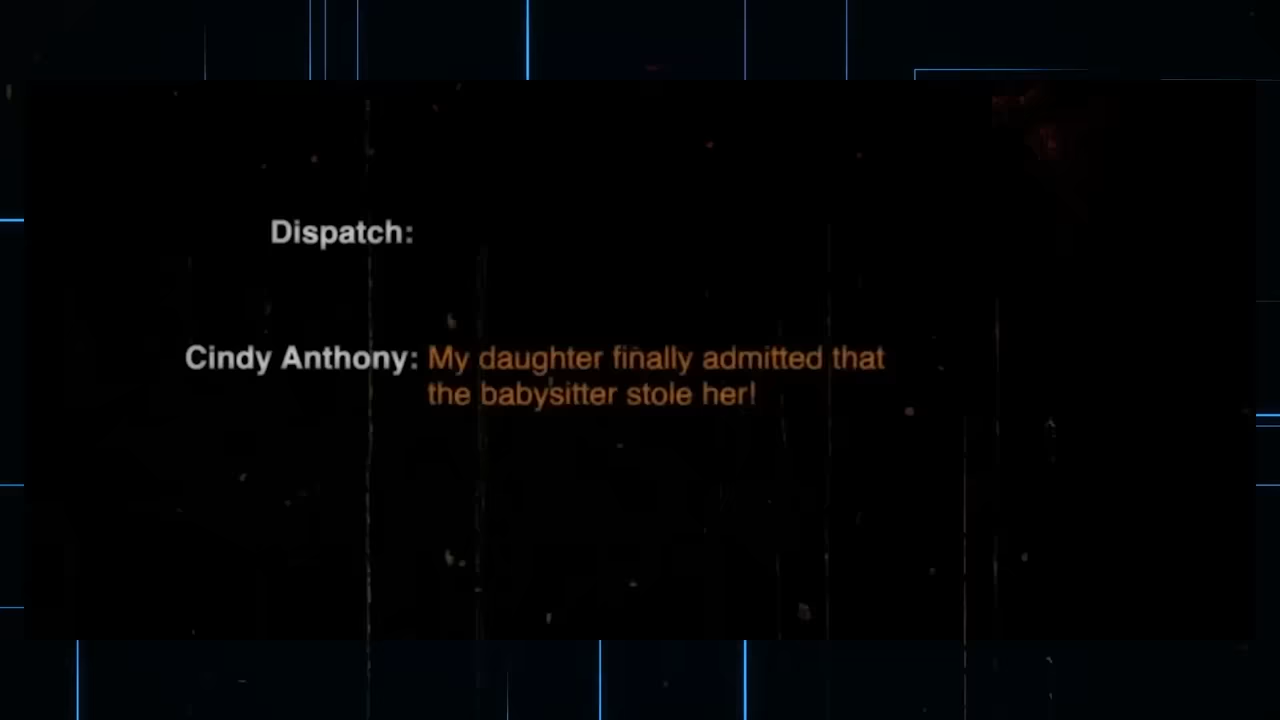 Dispatch:
Cindy Anthony: My daughter finally admitted that
the babysitter stole her!